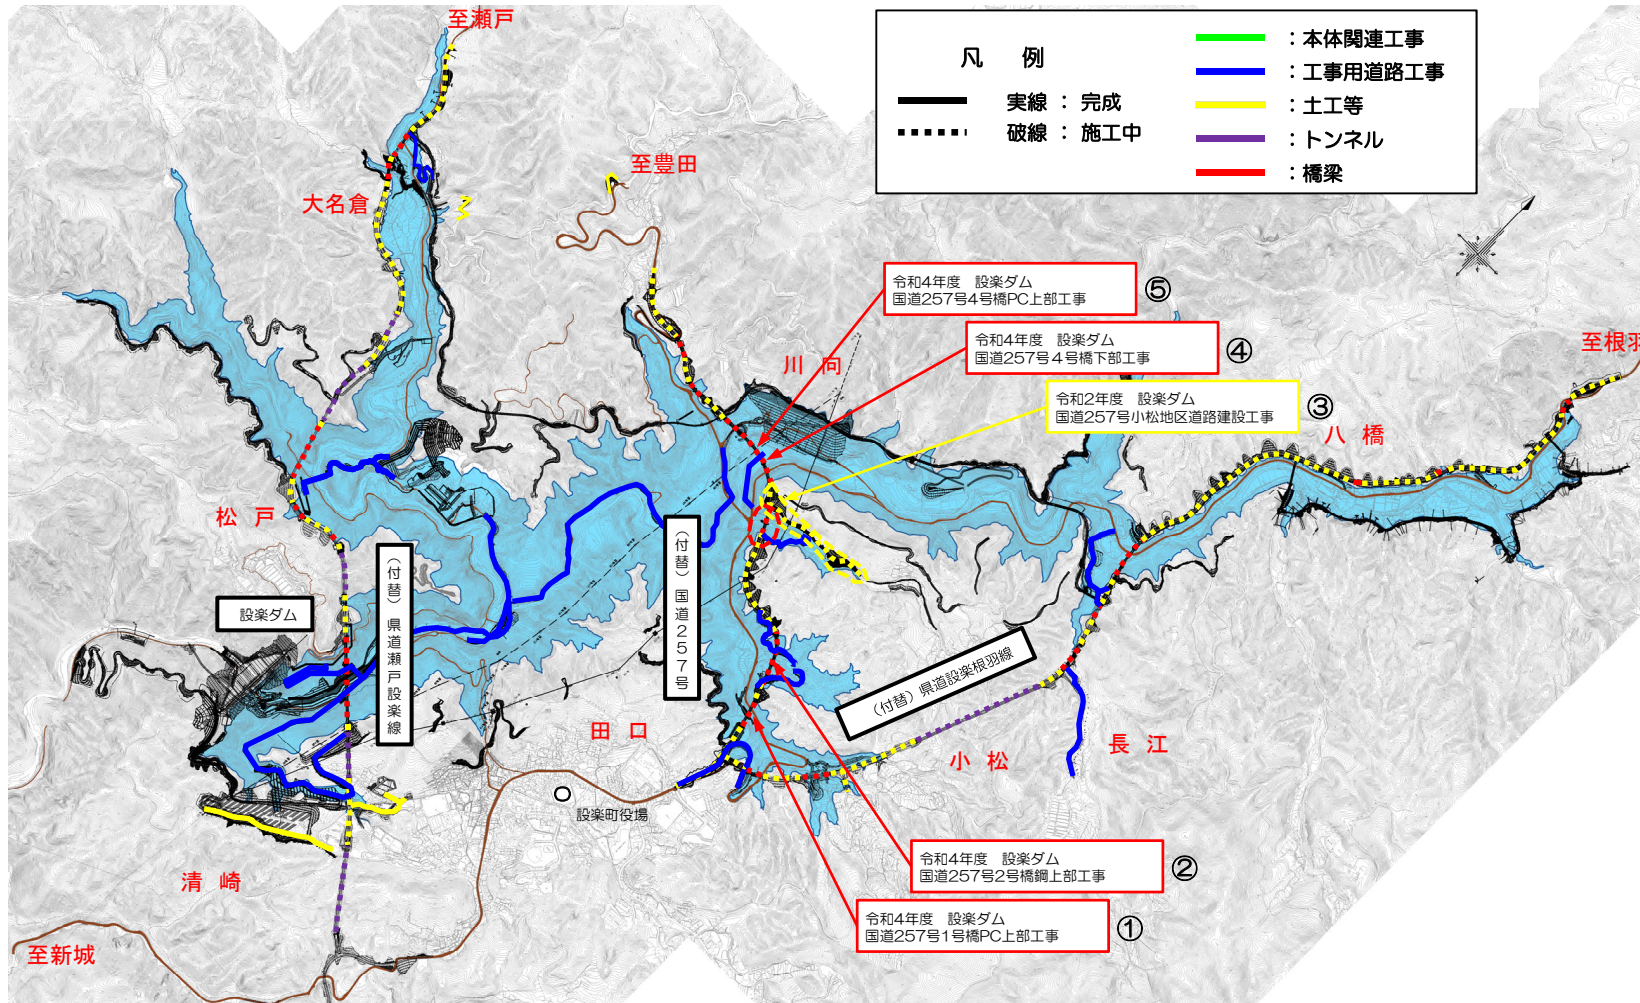 至瀬戸
凡 例
実線 : 完成
破線 : 施工中
: 本体関連工事
: 工事用道路工事
: 土工等
: トンネル
: 橋梁
至豊田
大名倉
令和4年度 設楽ダム
国道257号4号橋PC上部工事
⑤
令和4年度 設楽ダム
国道257号4号橋下部工事
④
川 向
至根羽
令和2年度 設楽ダム
国道257号小松地区道路建設工事
③
八 橋
松 戸
(付替) 国道257号
(付替) 県道瀬戸設楽線
設楽ダム
(付替) 県道設楽根羽線
田 口
小 松
長 江
設楽町役場
令和4年度 設楽ダム
国道257号2号橋鋼上部工事
②
清 崎
令和4年度 設楽ダム
国道257号1号橋PC上部工事
①
至新城